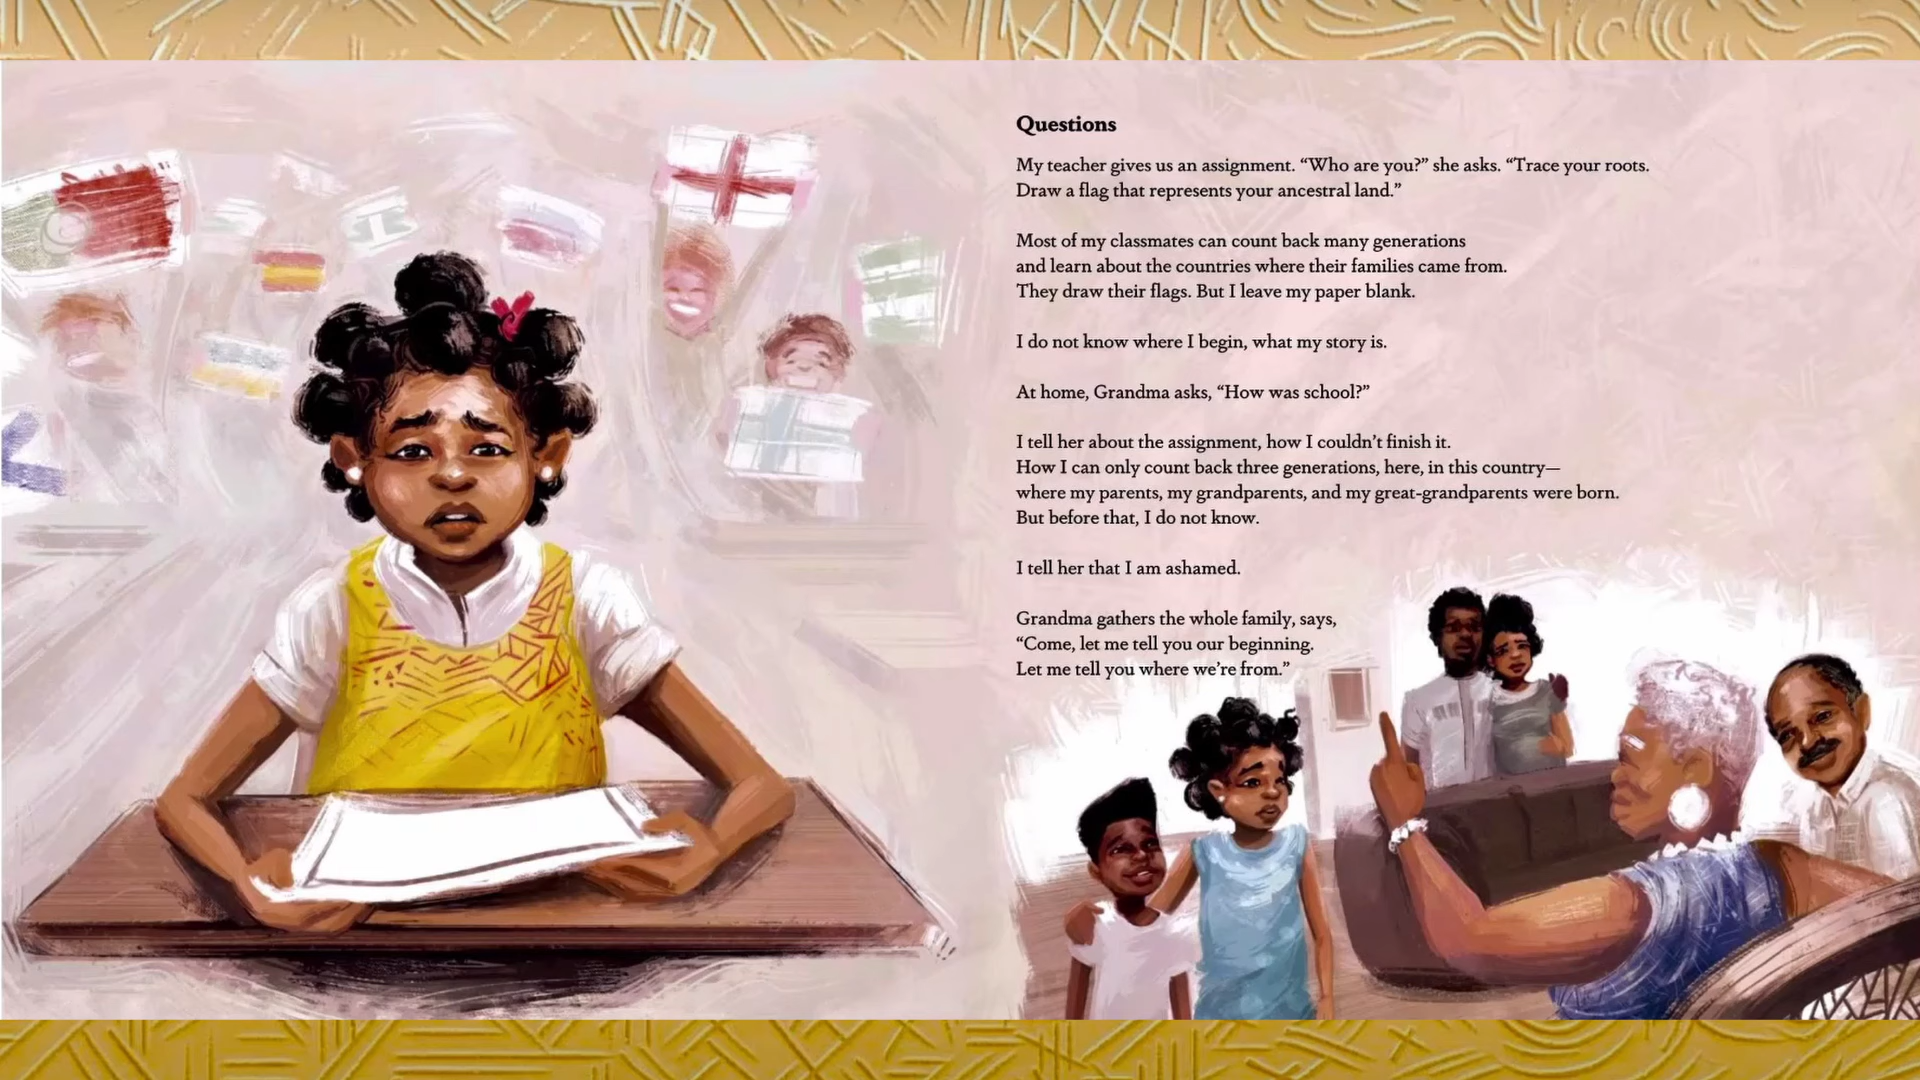 Questions
My teacher gives us an assignment. “Who are you?” she asks. “Trace your roots.
Draw a flag that represents your ancestral land.”
Most of my classmates can count back many generations
and learn about the countries where their families came from.
They draw their flags. But I leave my paper blank.
I do not know where I begin, what my story is.
At home, Grandma asks, “How was school?”
I tell her about the assignment, how I couldn’t finish it.
How I can only count back three generations, here, in this country—
where my parents, my grandparents, and my great-grandparents were born.
But before that, I do not know.
I tell her that I am ashamed.
Grandma gathers the whole family, says,
“Come, let me tell you our beginning.
Let me tell you where we’re from.”